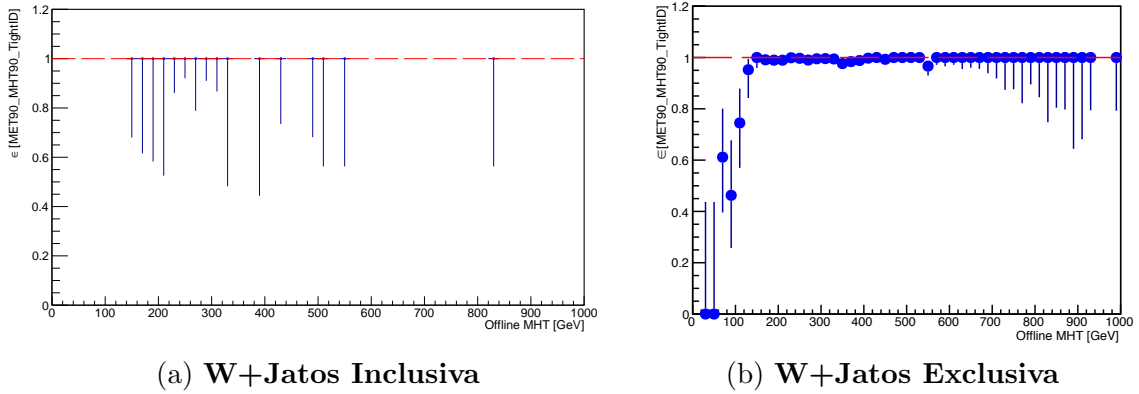 1.2
1
0.8
0.6
0.4
0.2
0
ϵ [MET90_MHT90_TightID]
0 100 200 300 400 500 600 700 800 900 1000
Offline MHT [GeV]
(a) W+Jatos Inclusiva
1.2
1
0.8
0.6
0.4
0.2
0
∈[MET90_MHT90_TightID]
0 100 200 300 400 500 600 700 800 900 1000
Offline MHT [GeV]
(b) W+Jatos Exclusiva